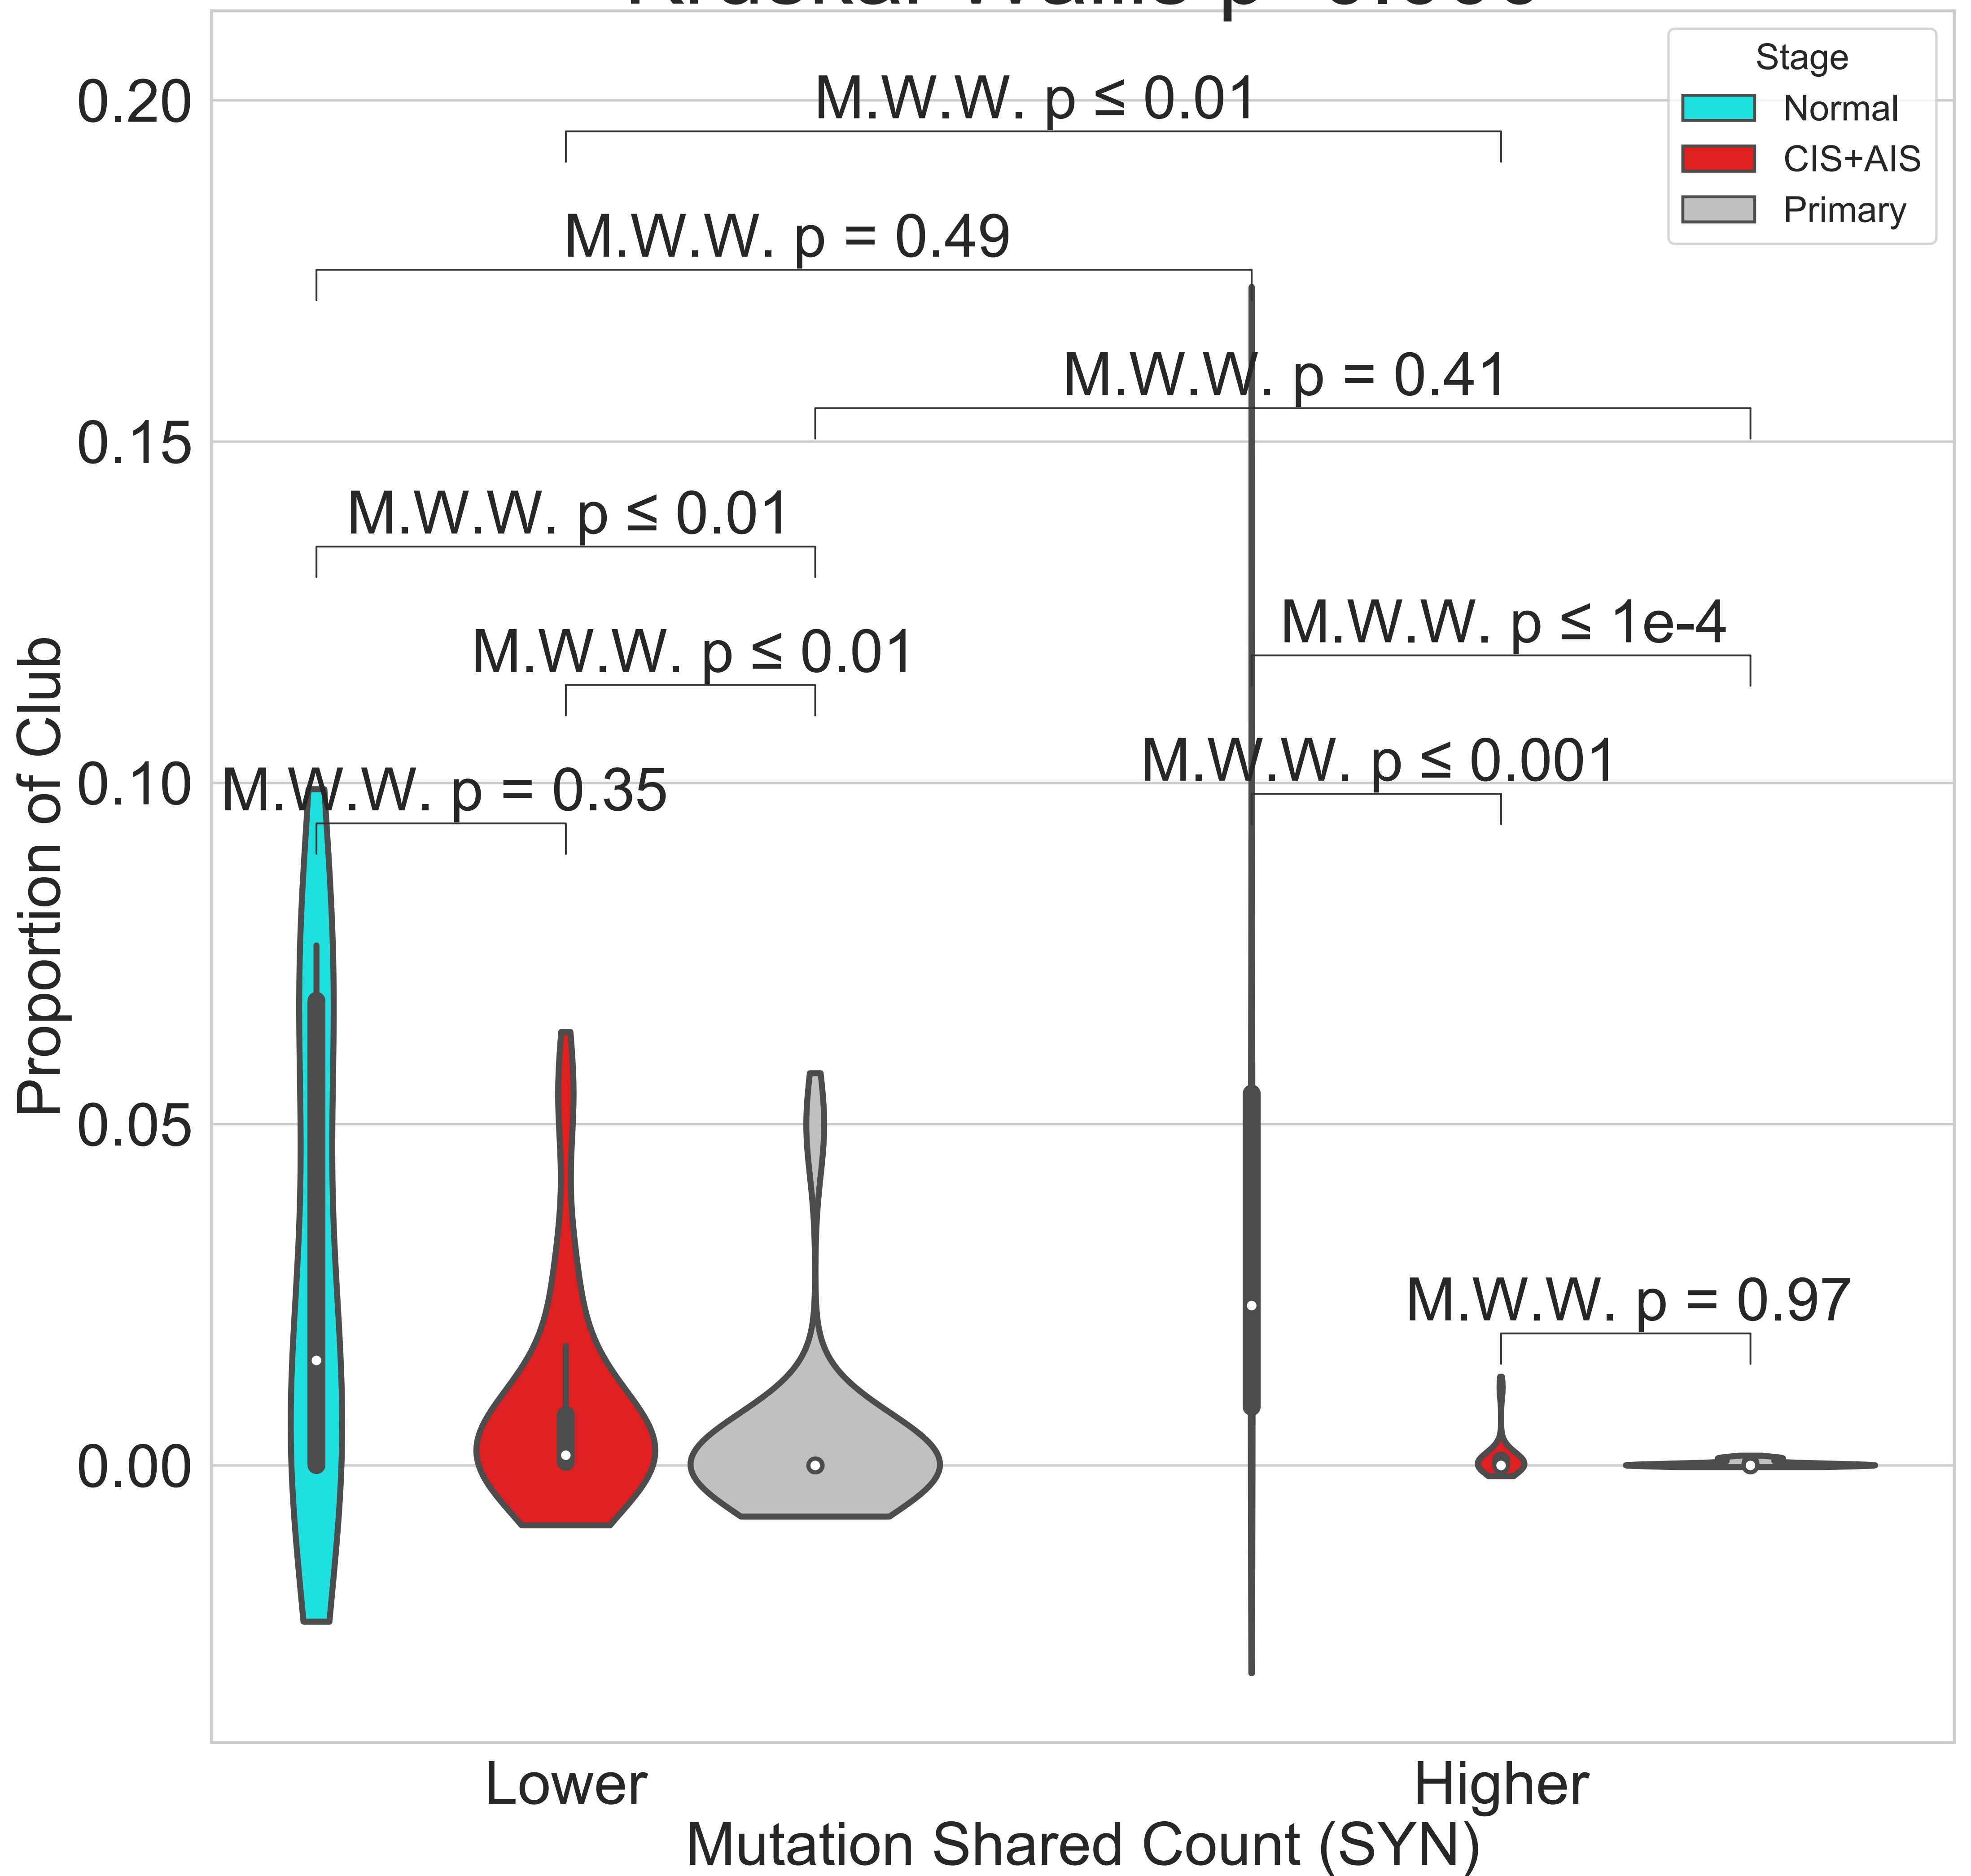 0.20
0.15
0.10
0.05
0.00
Proportion of Club
Stage
Normal
CIS+AIS
Primary
M.W.W. p ≤ 0.01
M.W.W. p = 0.49
M.W.W. p = 0.41
M.W.W. p ≤ 0.01
M.W.W. p ≤ 1e-4
M.W.W. p ≤ 0.01
M.W.W. p ≤ 0.001
M.W.W. p = 0.35
M.W.W. p = 0.97
Lower
Higher
Mutation Shared Count (SYN)